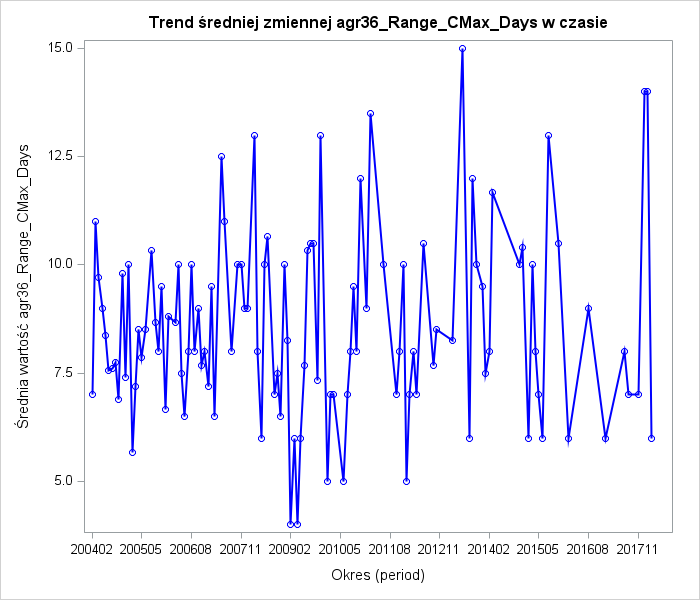 Trend średniej zmiennej agr36_Range_CMax_Days w czasie
Średnia wartość agr36_Range_CMax_Days
15.0
12.5
10.0
7.5
5.0
200402 200505 200608 200711 200902 201005 201108 201211 201402 201505 201608 201711
Okres (period)